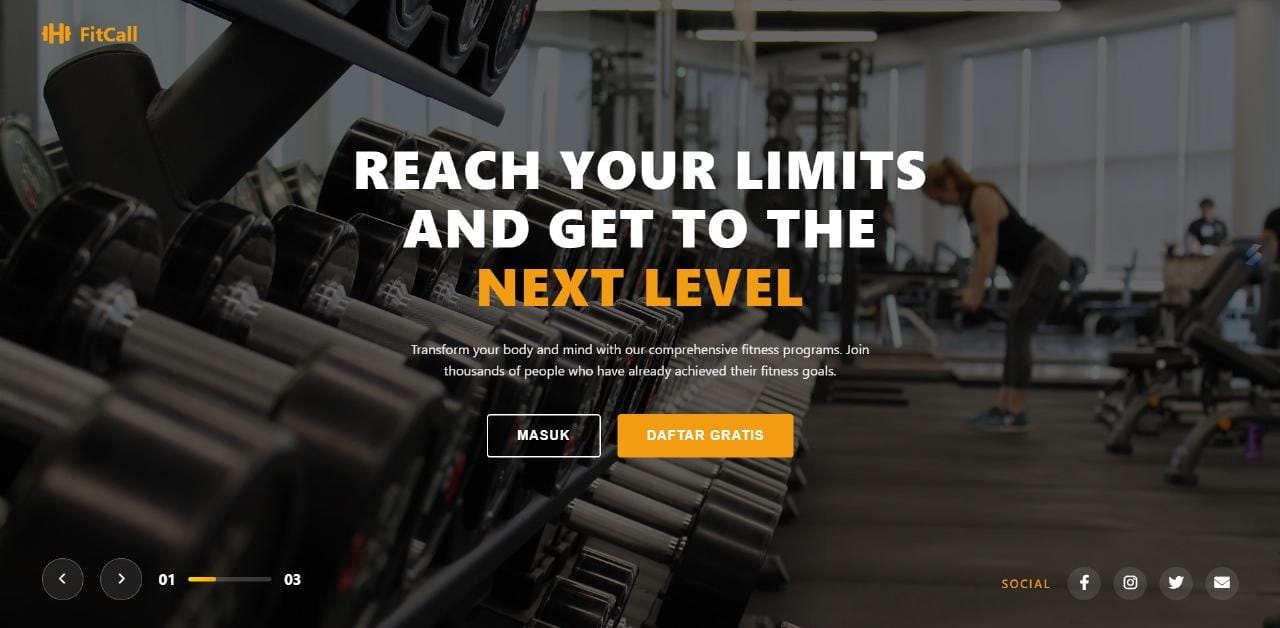 FitCall
REACH YOUR LIMITS
AND GET TO THE
NEXT LEVEL
Transform your body and mind with our comprehensive fitness programs. Join
thousands of people who have already achieved their fitness goals.
MASUK
DAFTAR GRATIS
01
03
SOCIAL